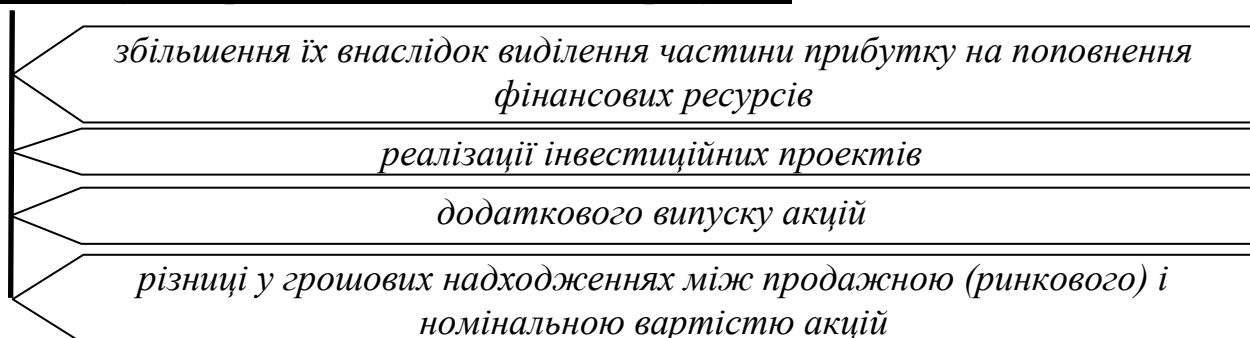 збільшення їх внаслідок виділення частини прибутку на поповнення
фінансових ресурсів
реалізації інвестиційних проектів
додаткового випуску акцій
різниці у грошових надходженнях між продажною (ринкового) і
номінальною вартістю акцій